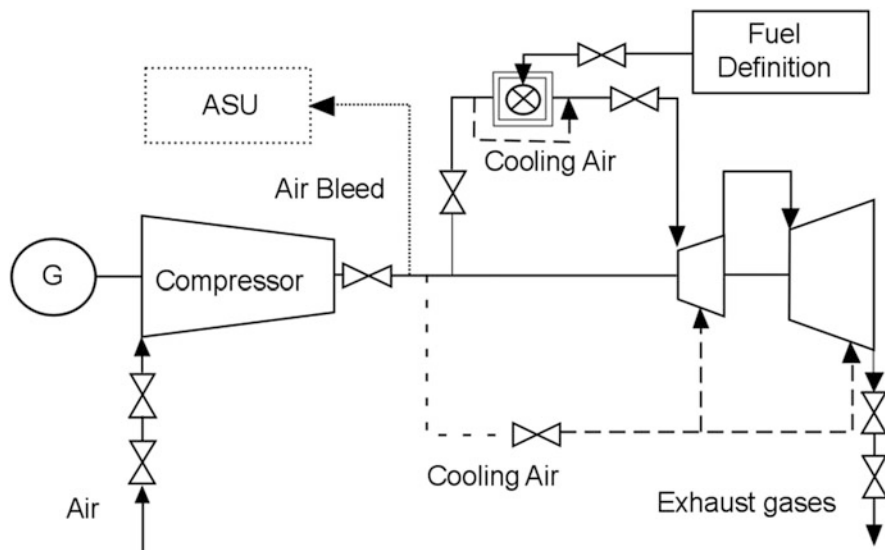 Fuel
Definition
ASU
Cooling Air
Air Bleed
G
Compressor
Cooling Air
Air
Exhaust gases